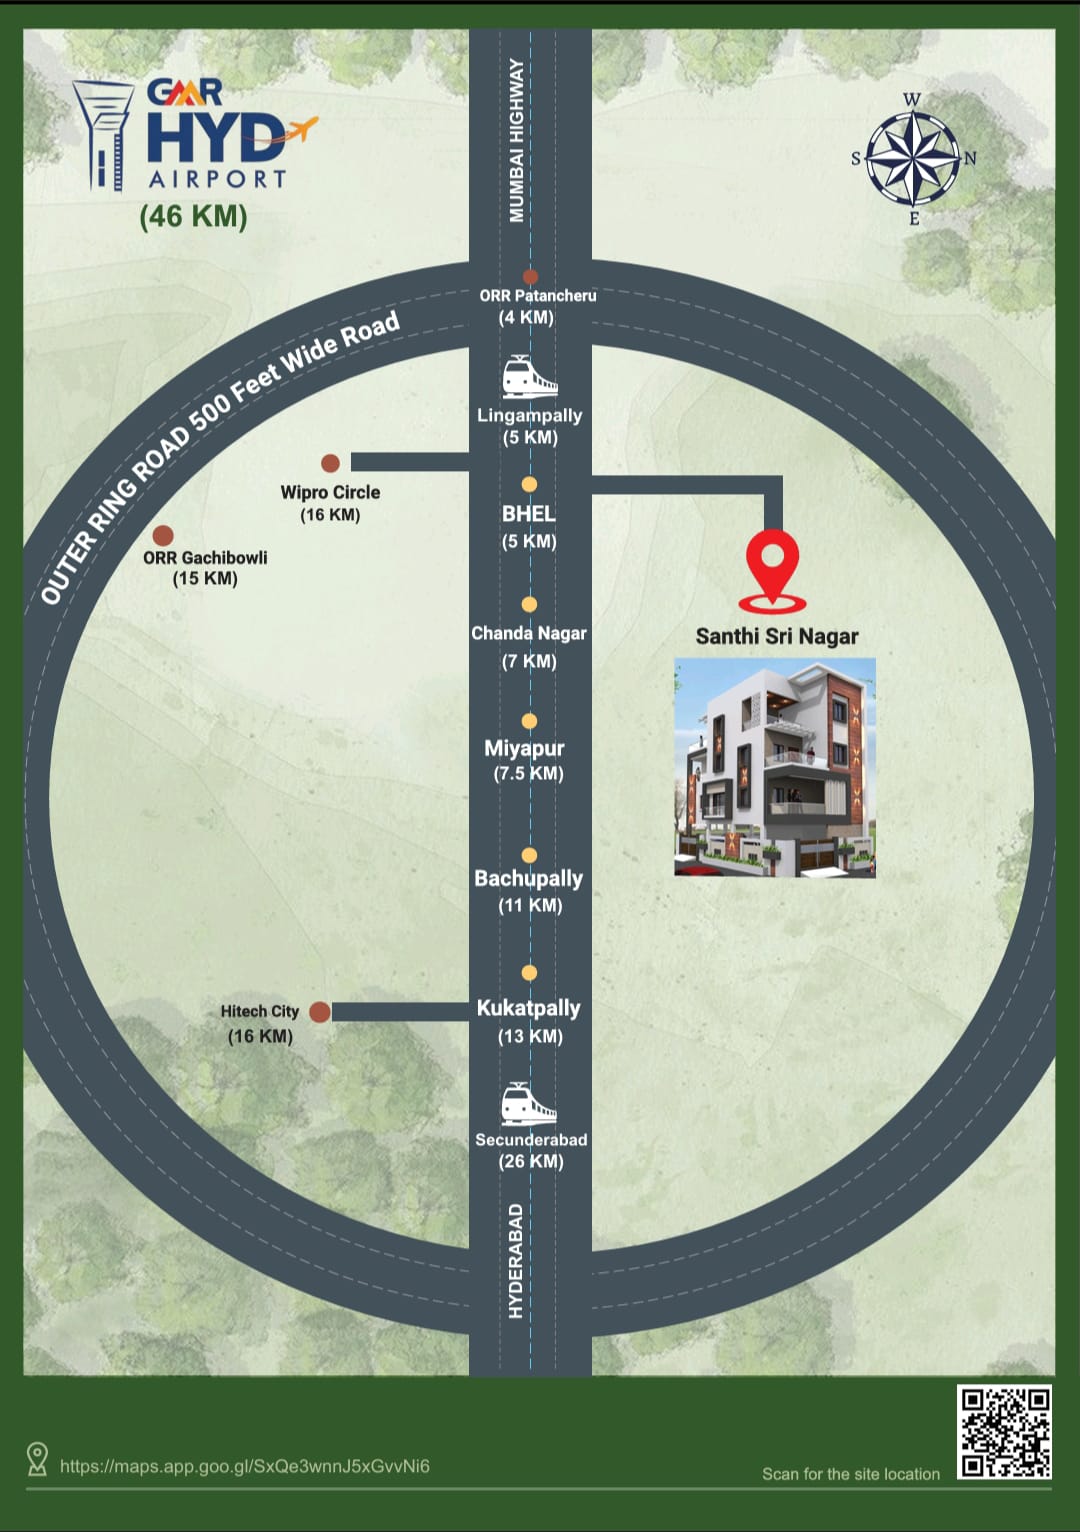 GMR
HYD
AIRPORT
(46 KM)
MUMBAI HIGHWAY
W
S
N
E
ORR Patancheru
(4 KM)
OUTER RING ROAD 500 Feet Wide Road
Lingampally
(5 KM)
Wipro Circle
(16 KM)
BHEL
(5 KM)
ORR Gachibowli
(15 KM)
Chanda Nagar
(7 KM)
Santhi Sri Nagar
Miyapur
(7.5 KM)
Bachupally
(11 KM)
Hitech City
(16 KM)
Kukatpally
(13 KM)
Secunderabad
(26 KM)
HYDERABAD
https://maps.app.goo.gl/SxQe3wnnJ5xGvvNi6
Scan for the site location